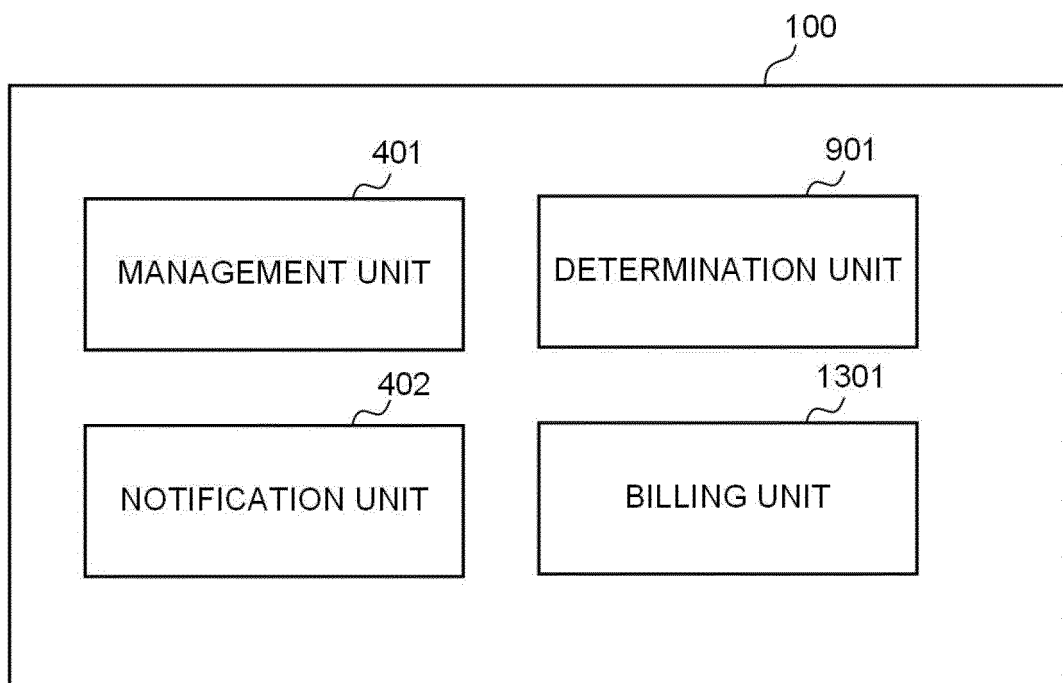 100
401
901
MANAGEMENT UNIT
DETERMINATION UNIT
402
1301
NOTIFICATION UNIT
BILLING UNIT